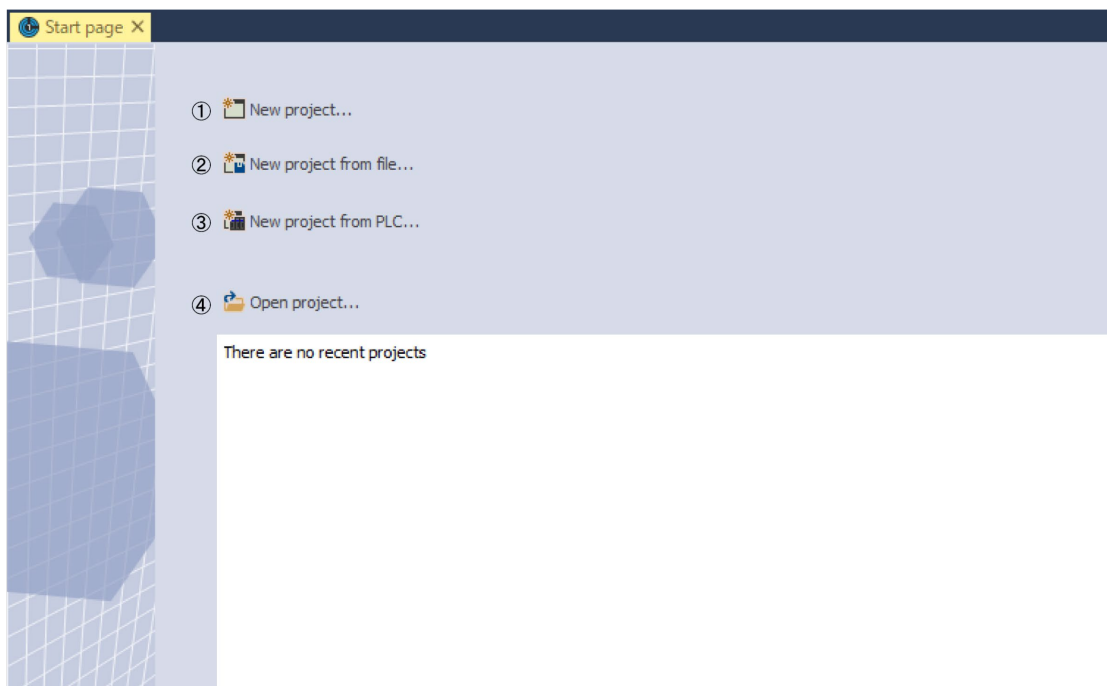 Start page
① New project...
② New project from file...
③ New project from PLC...
④ Open project...
There are no recent projects